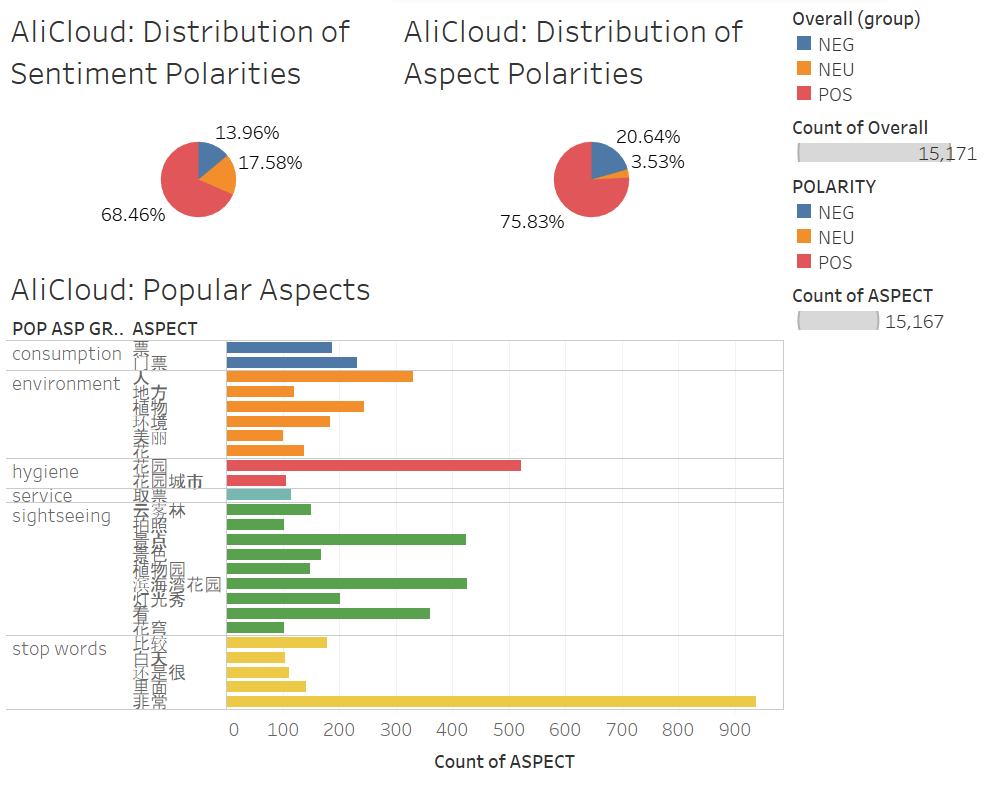 AliCloud: Distribution of
Sentiment Polarities
AliCloud: Distribution of
Aspect Polarities
13.96%
17.58%
68.46%
20.64%
3.53%
75.83%
Overall (group)
NEG
NEU
POS
Count of Overall
15,171
POLARITY
NEG
NEU
POS
Count of ASPECT
15,167
AliCloud: Popular Aspects
POP ASP GR.. ASPECT
consumption 票
门票
environment 人
地方
植物
环境
美丽
花
hygiene 花园
花园城市
service 取票
sightseeing 云雾林
拍照
景点
景色
植物园
滨海湾花园
灯光秀
看
花穹
stop words 比较
白天
还是很
里面
非常
0 100 200 300 400 500 600 700 800 900
Count of ASPECT